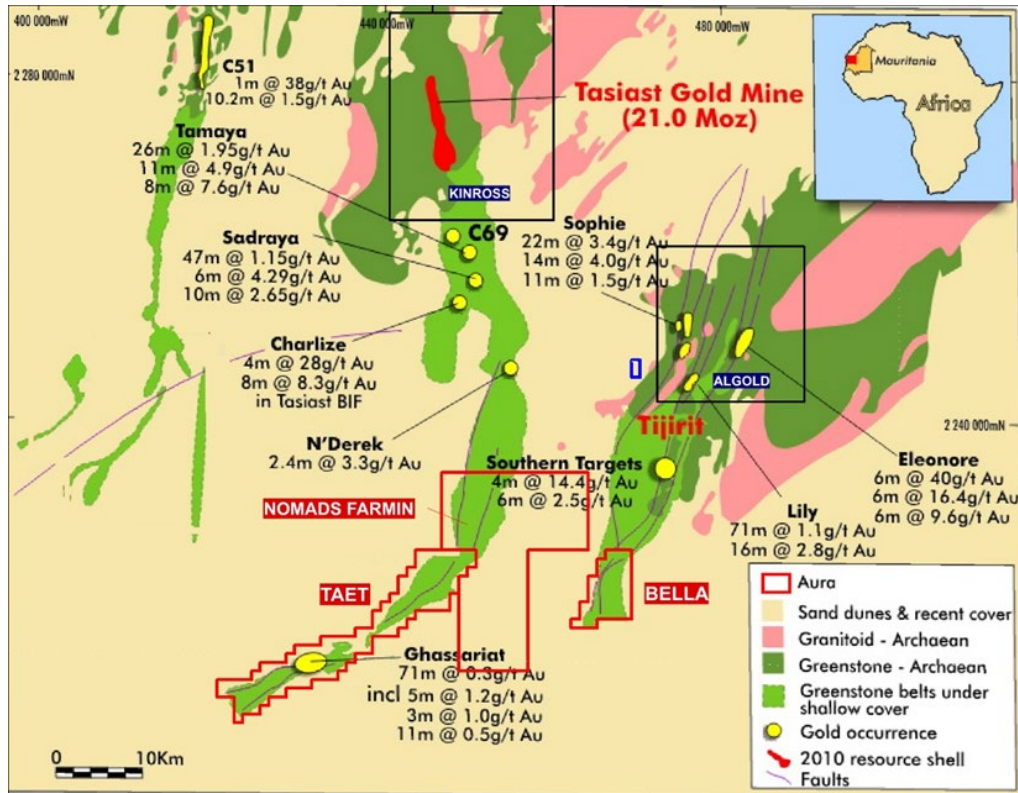 400 000mW
440 000mW
480 000mW
2 280 000mN
C51
1m @ 38g/t Au
10.2m @ 1.5g/t Au
Tamaya
26m @ 1.95g/t Au
11m @ 4.9g/t Au
8m @ 7.6g/t Au
Tasiast Gold Mine
(21.0 Moz)
Mauritania
Africa
KINROSS
C69
Sadraya
47m @ 1.15g/t Au
6m @ 4.29g/t Au
10m @ 2.65g/t Au
Sophie
22m @ 3.4g/t Au
14m @ 4.0g/t Au
11m @ 1.5g/t Au
Charlize
4m @ 28g/t Au
8m @ 8.3g/t Au
in Tasiast BIF
ALGOLD
N'Derek
2.4m @ 3.3g/t Au
Tijirit
2 240 000mN
Southern Targets
4m @ 14.4g/t Au
6m @ 2.5g/t Au
Eleonore
6m @ 40g/t Au
6m @ 16.4g/t Au
6m @ 9.6g/t Au
Lily
71m @ 1.1g/t Au
16m @ 2.8g/t Au
NOMADS FARMIN
TAET
BELLA
Ghassariat
71m @ 0.3g/t Au
incl 5m @ 1.2g/t Au
3m @ 1.0g/t Au
11m @ 0.5g/t Au
0 10Km
Aura
Sand dunes & recent cover
Granitoid - Archaean
Greenstone - Archaean
Greenstone belts under
shallow cover
Gold occurrence
2010 resource shell
Faults